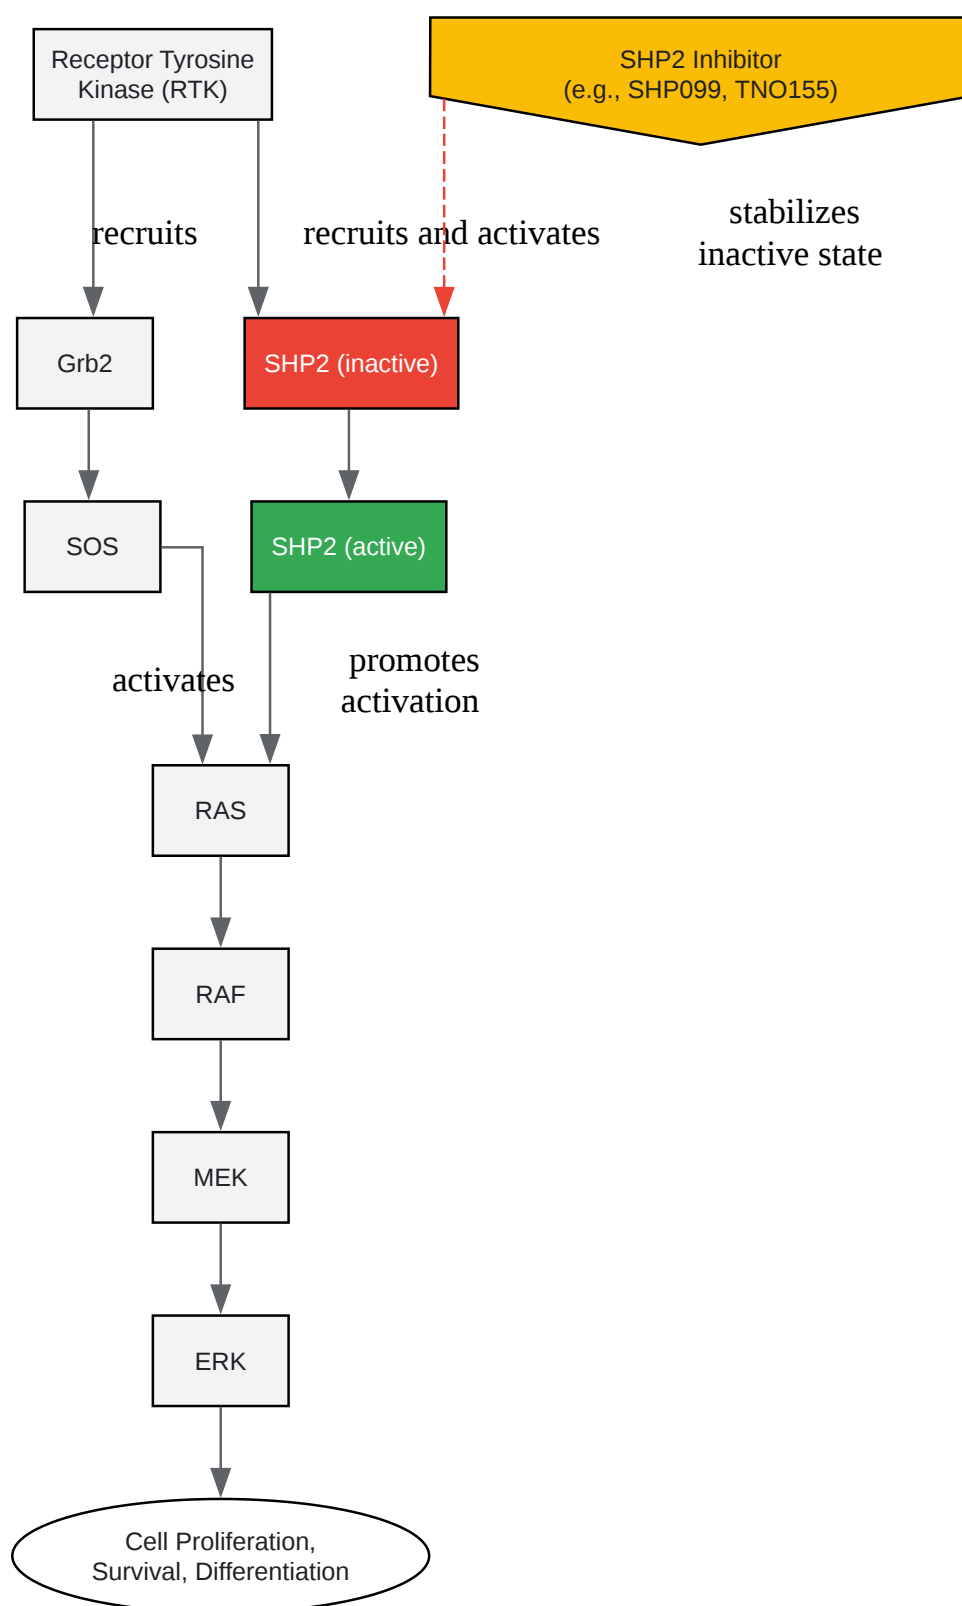 Receptor Tyrosine
Kinase (RTK)
SHP2 Inhibitor
(e.g., SHP099, TNO155)
recruits
recruits and activates
stabilizes
inactive state
Grb2
SHP2 (inactive)
SOS
SHP2 (active)
activates
promotes
activation
RAS
RAF
MEK
ERK
Cell Proliferation,
Survival, Differentiation